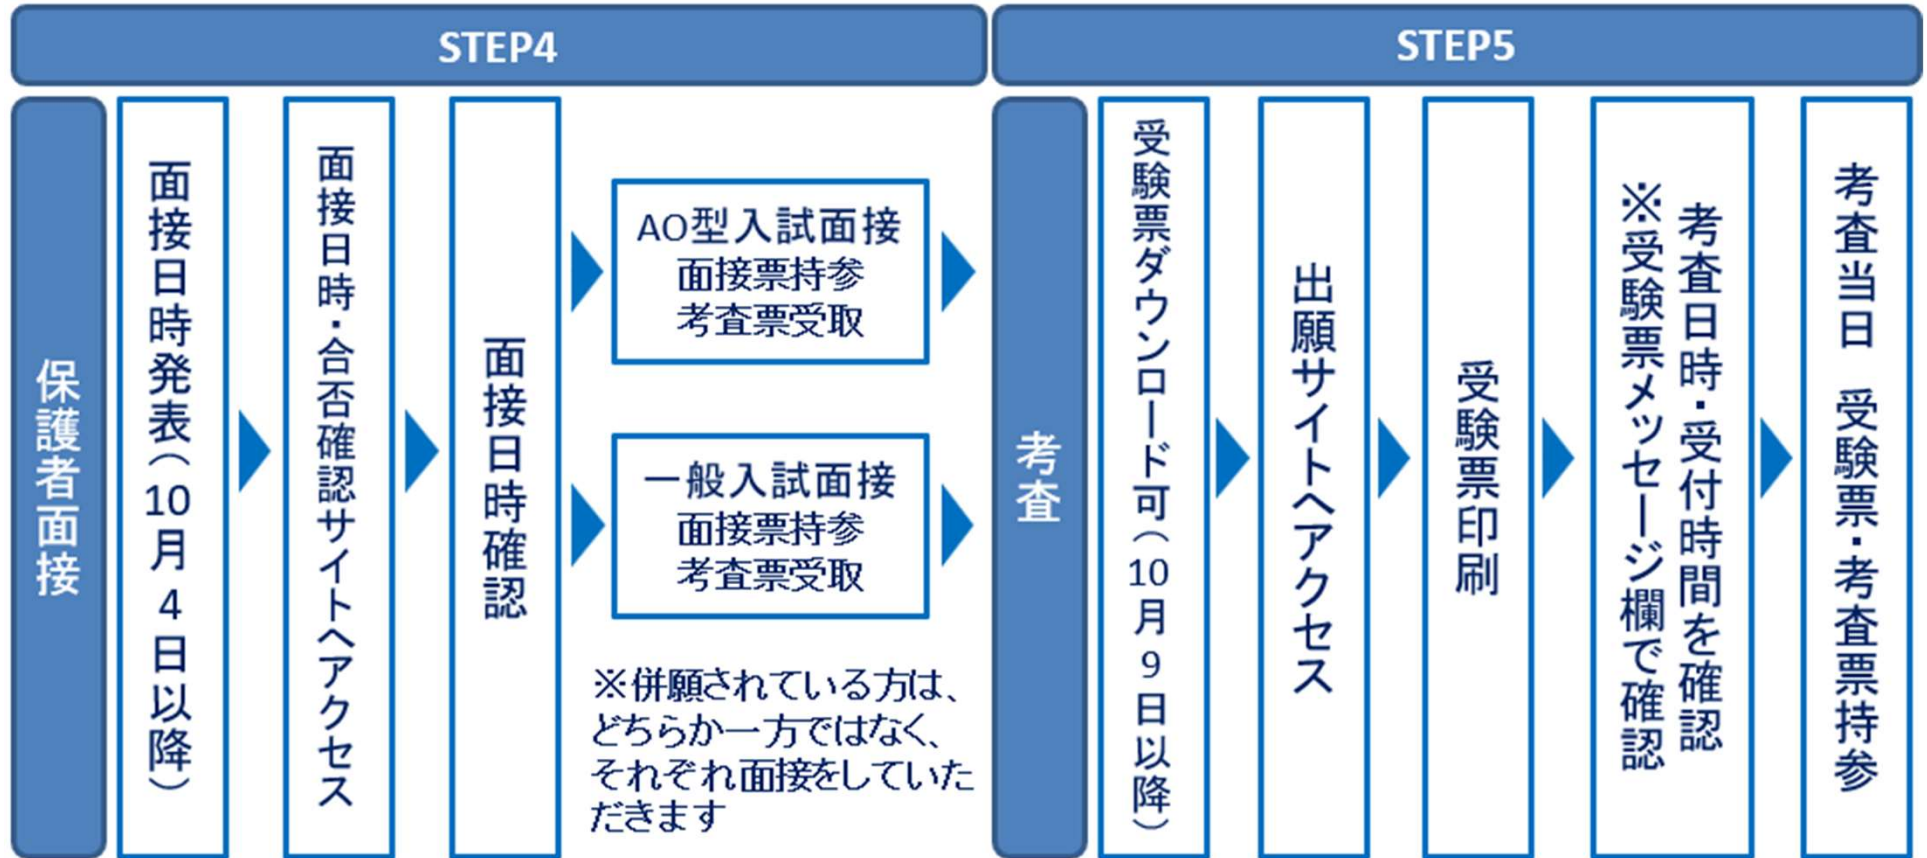 STEP4
保護者面接
面接日時発表（10月4日以降）
面接日時・合否確認サイトへアクセス
面接日時確認
AO型入試面接
面接票持参
考査票受取
一般入試面接
面接票持参
考査票受取
※併願されている方は、
どちらか一方ではなく、
それぞれ面接をしていた
だきます
STEP5
考査
受験票ダウンロード可（10月9日以降）
出願サイトへアクセス
受験票印刷
考査日時・受付時間を確認
※受験票メッセージ欄で確認
考査当日　受験票・考査票持参